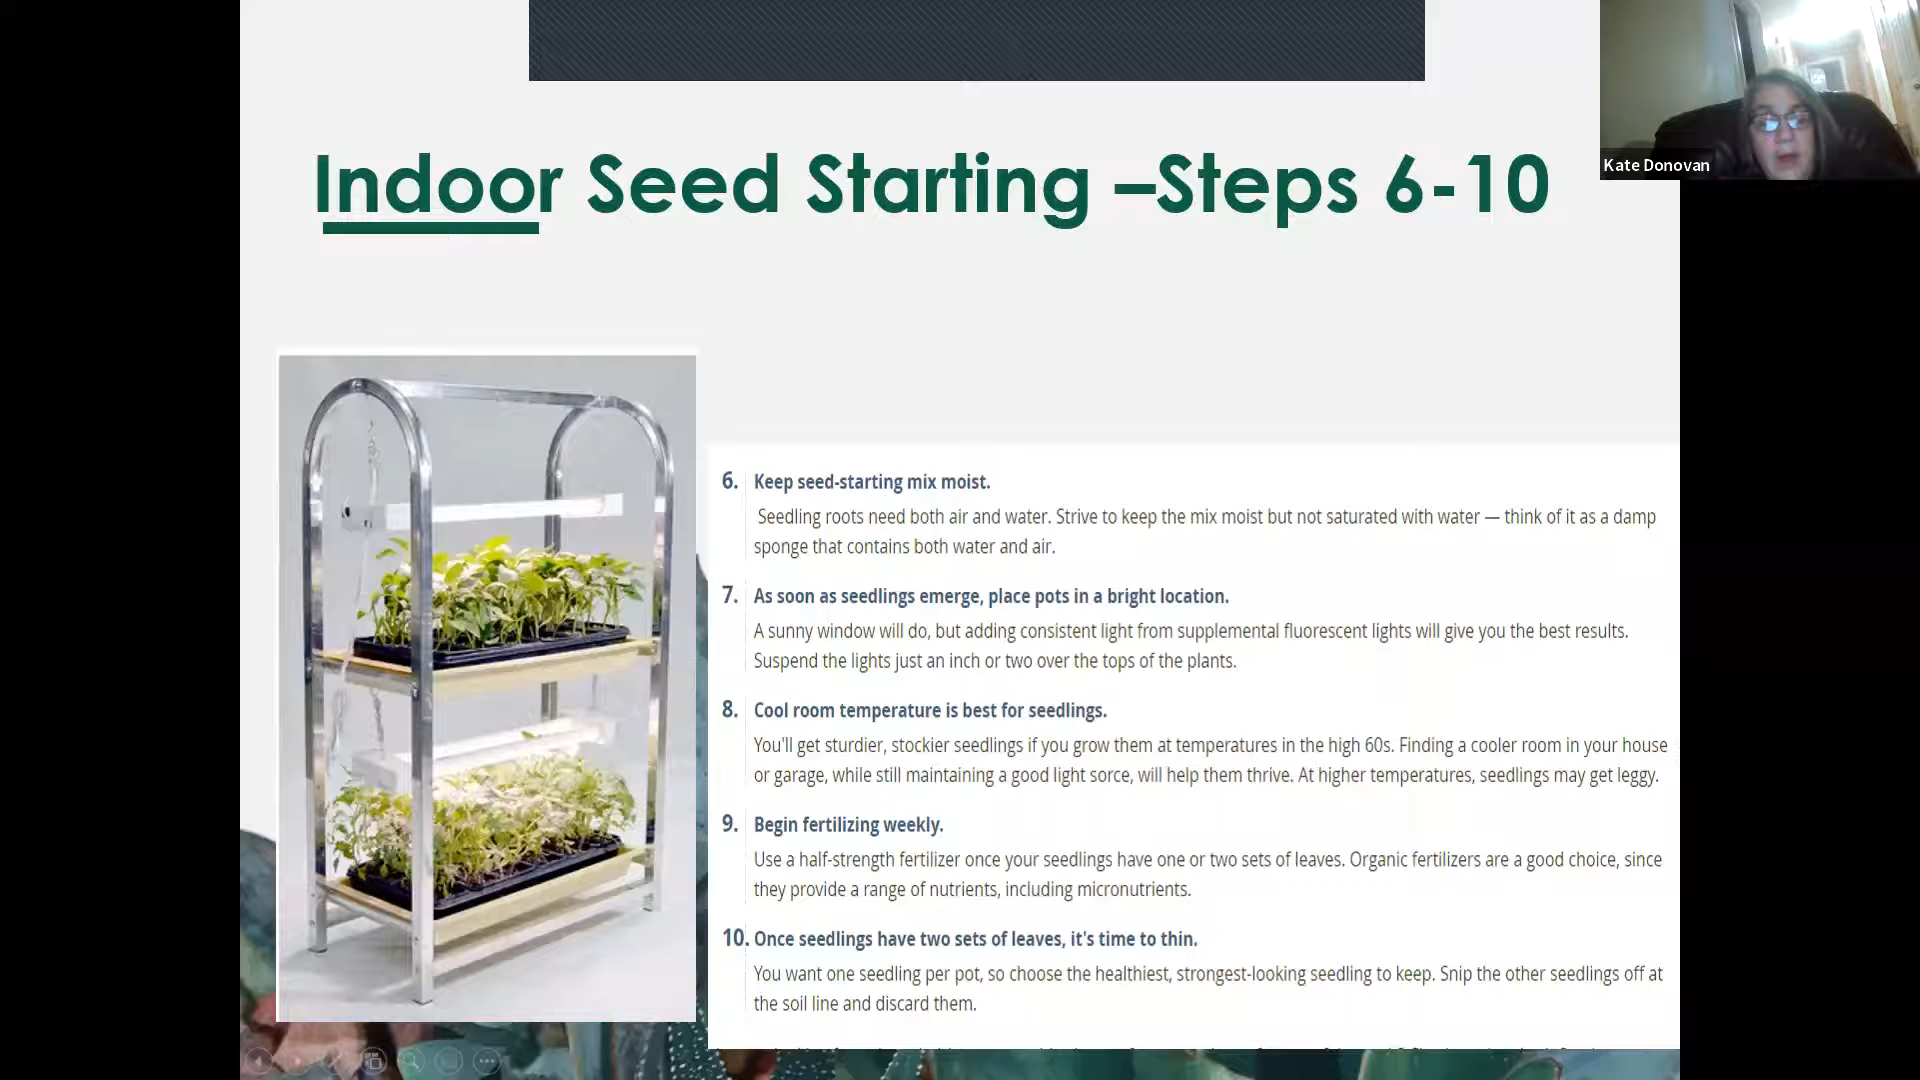 Indoor Seed Starting –Steps 6-10
Kate Donovan
6. Keep seed-starting mix moist.
Seedling roots need both air and water. Strive to keep the mix moist but not saturated with water — think of it as a damp
sponge that contains both water and air.
7. As soon as seedlings emerge, place pots in a bright location.
A sunny window will do, but adding consistent light from supplemental fluorescent lights will give you the best results.
Suspend the lights just an inch or two over the tops of the plants.
8. Cool room temperature is best for seedlings.
You'll get sturdier, stockier seedlings if you grow them at temperatures in the high 60s. Finding a cooler room in your house
or garage, while still maintaining a good light sorce, will help them thrive. At higher temperatures, seedlings may get leggy.
9. Begin fertilizing weekly.
Use a half-strength fertilizer once your seedlings have one or two sets of leaves. Organic fertilizers are a good choice, since
they provide a range of nutrients, including micronutrients.
10. Once seedlings have two sets of leaves, it's time to thin.
You want one seedling per pot, so choose the healthiest, strongest-looking seedling to keep. Snip the other seedlings off at
the soil line and discard them.